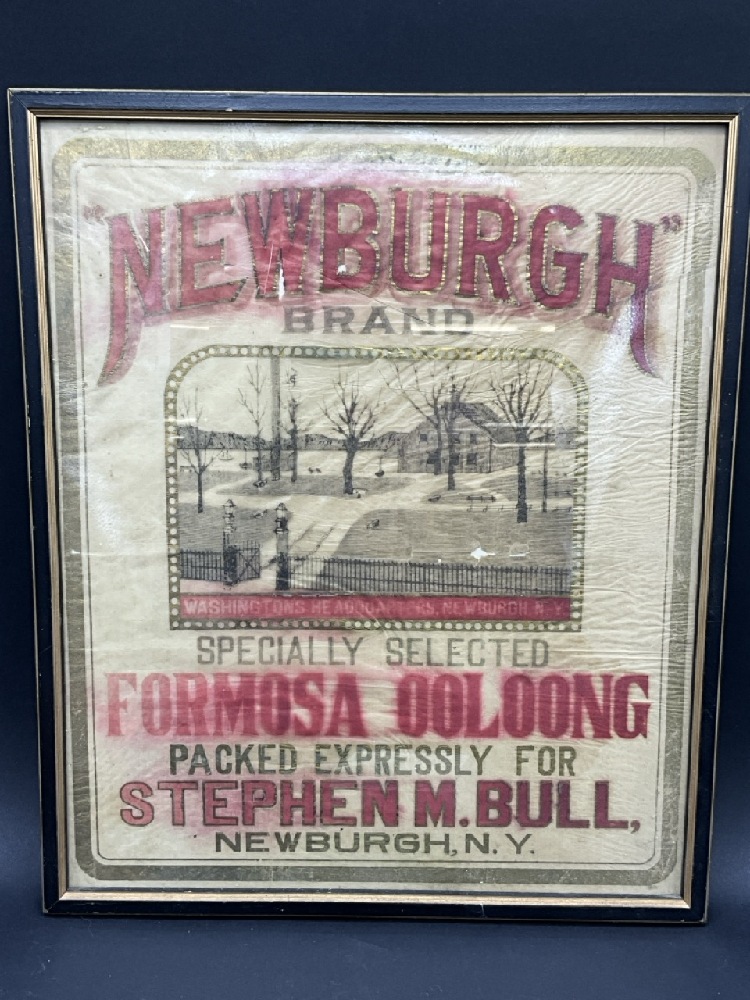 "NEWBURGH"
BRAND
WASHINGTONS HEADQUARTERS, NEWBURGH. N.Y.
SPECIALLY SELECTED
FORMOSA OOLOONG
PACKED EXPRESSLY FOR
STEPHEN M. BULL,
NEWBURGH, N. Y.